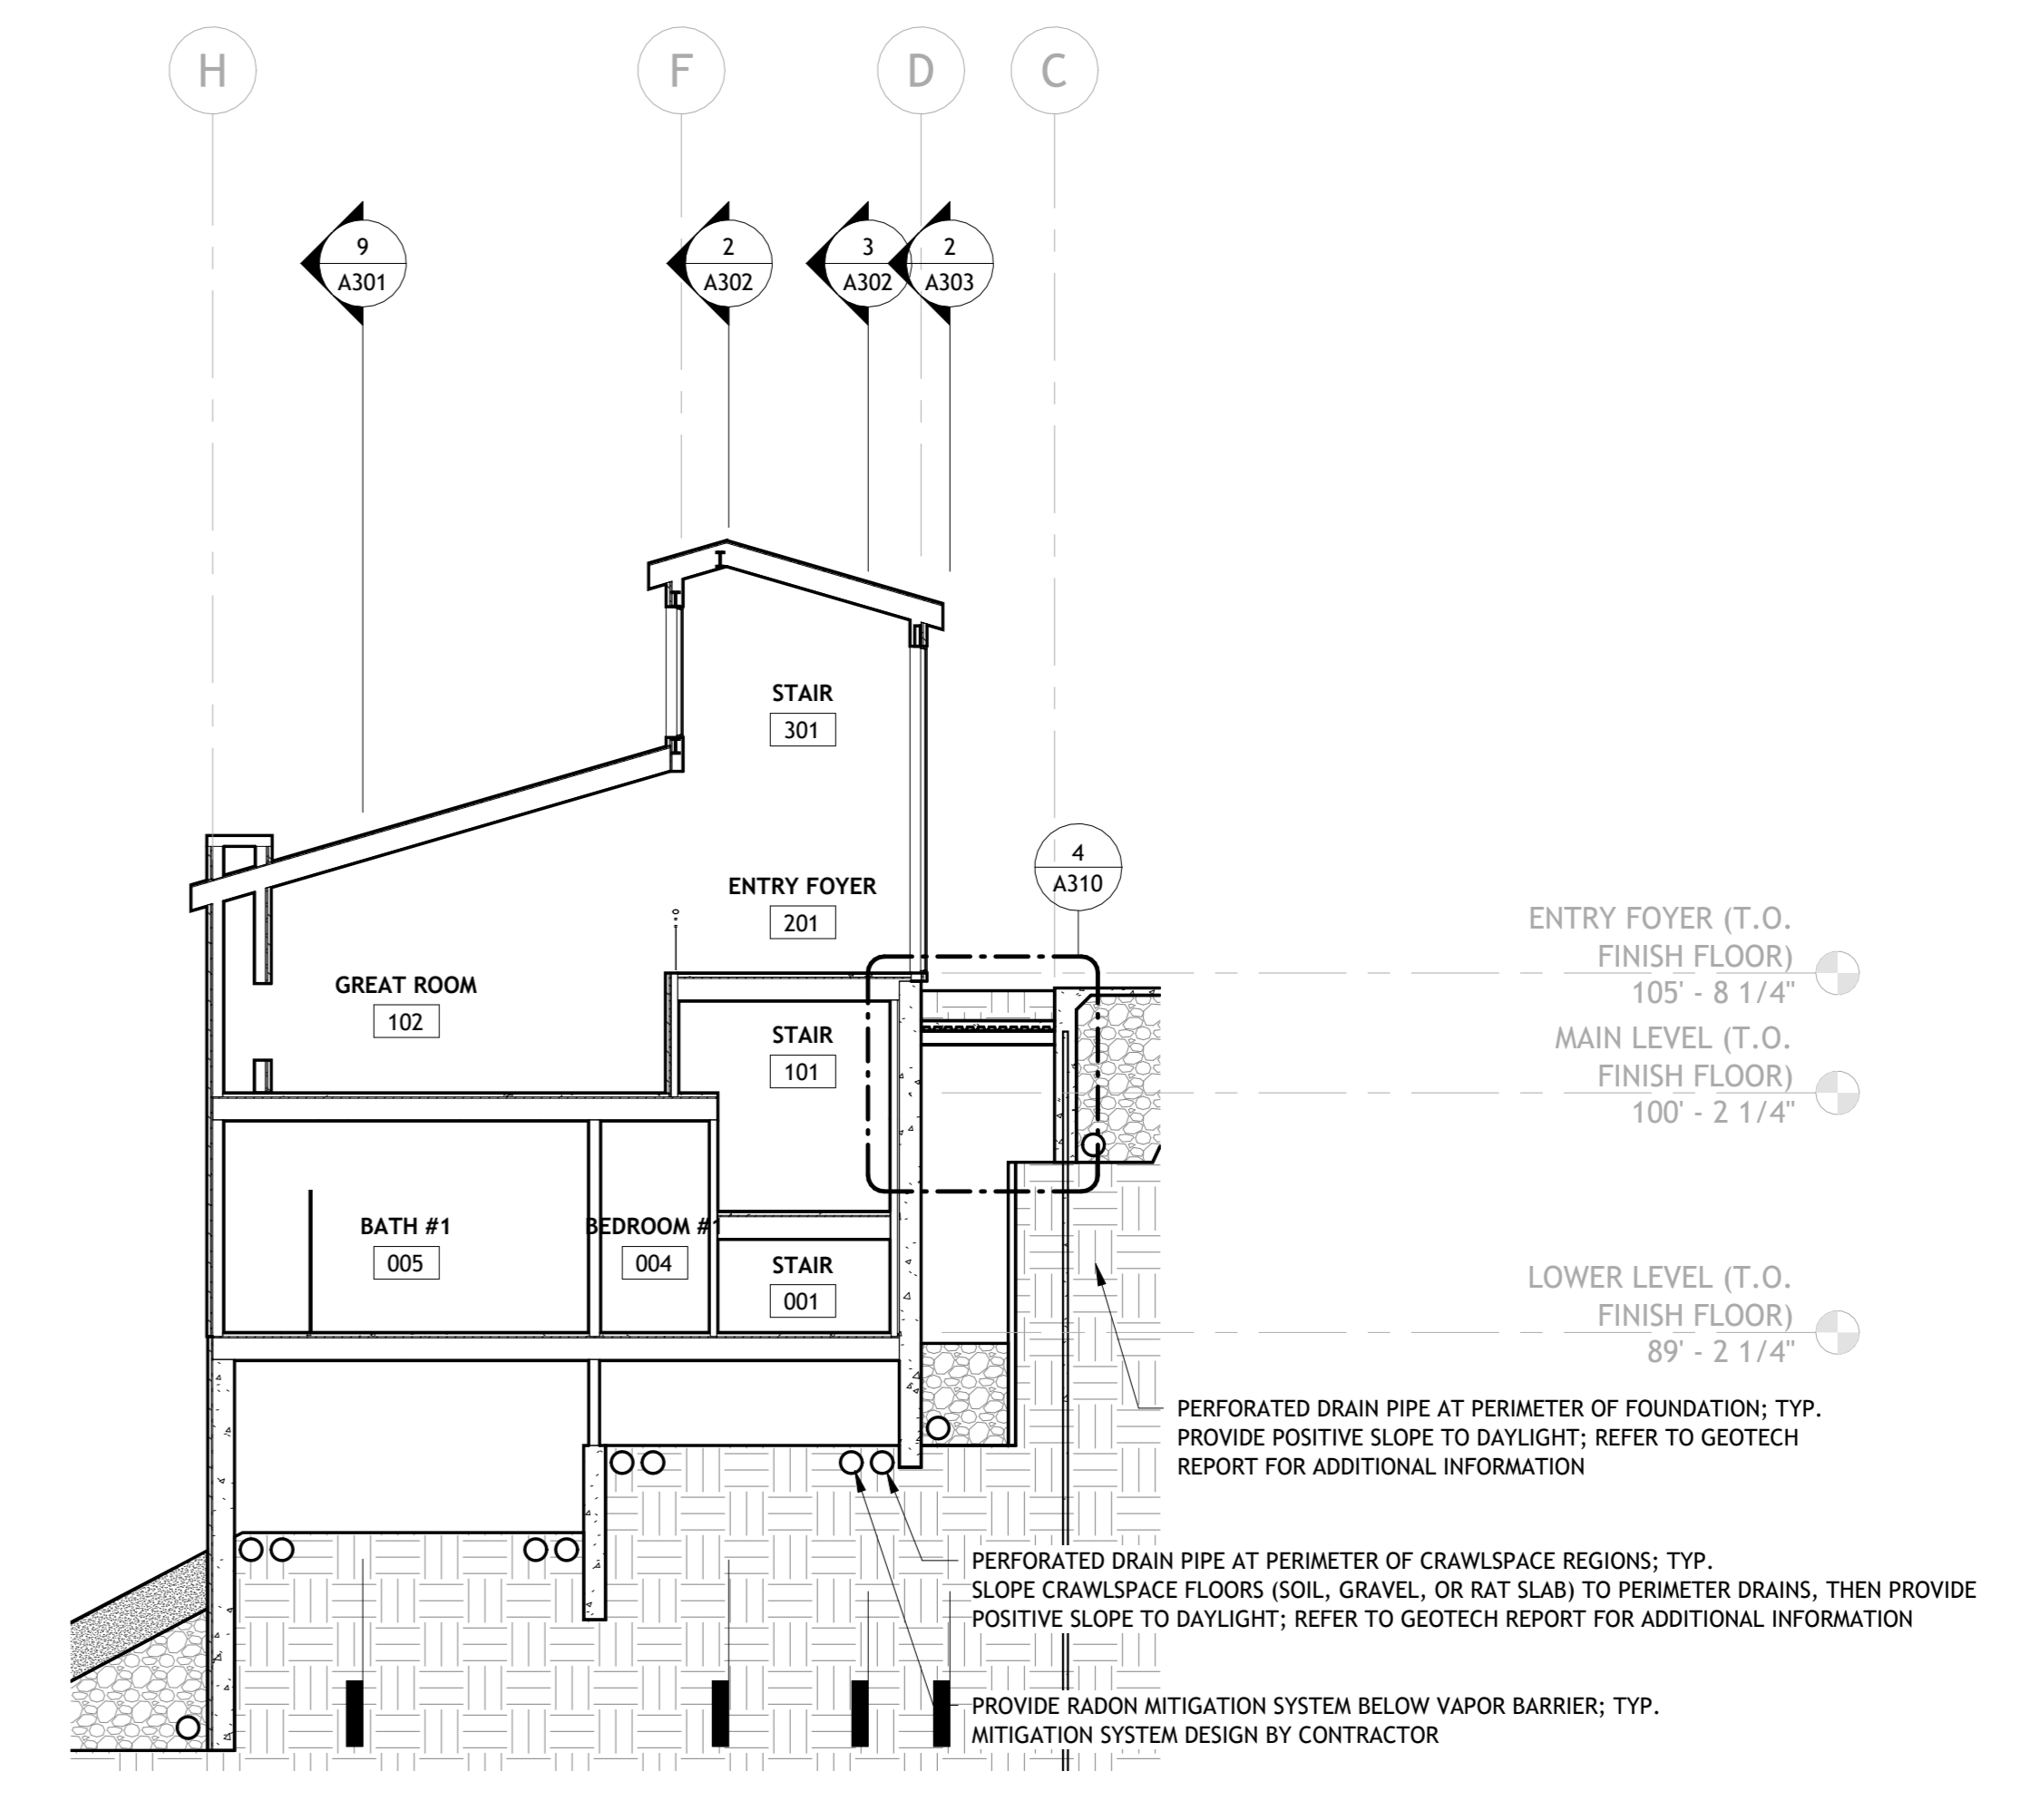 H
F
D
C
9
A301
2
A302
3
A302
2
A303
STAIR
301
4
A310
ENTRY FOYER
201
ENTRY FOYER (T.O.
FINISH FLOOR)
105' - 8 1/4"
GREAT ROOM
102
STAIR
101
MAIN LEVEL (T.O.
FINISH FLOOR)
100' - 2 1/4"
BATH #1
005
BEDROOM #1
004
STAIR
001
LOWER LEVEL (T.O.
FINISH FLOOR)
89' - 2 1/4"
PERFORATED DRAIN PIPE AT PERIMETER OF FOUNDATION; TYP.
PROVIDE POSITIVE SLOPE TO DAYLIGHT; REFER TO GEOTECH
REPORT FOR ADDITIONAL INFORMATION
PERFORATED DRAIN PIPE AT PERIMETER OF CRAWLSPACE REGIONS; TYP.
SLOPE CRAWLSPACE FLOORS (SOIL, GRAVEL, OR RAT SLAB) TO PERIMETER DRAINS, THEN PROVIDE
POSITIVE SLOPE TO DAYLIGHT; REFER TO GEOTECH REPORT FOR ADDITIONAL INFORMATION
PROVIDE RADON MITIGATION SYSTEM BELOW VAPOR BARRIER; TYP.
MITIGATION SYSTEM DESIGN BY CONTRACTOR